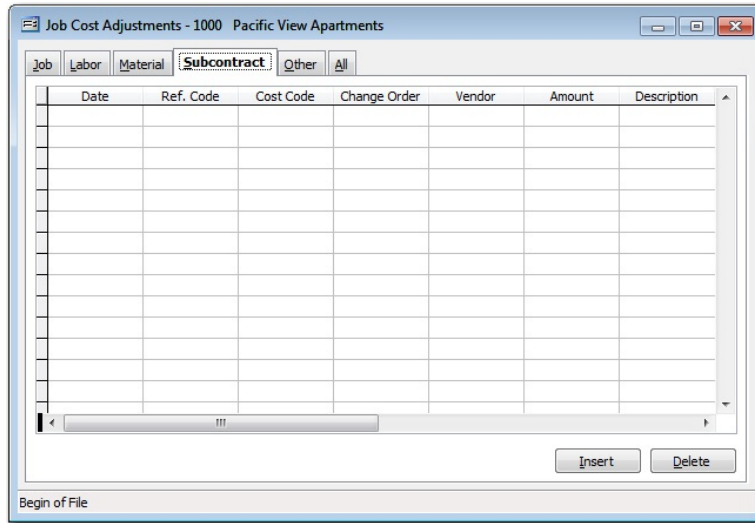 Job Cost Adjustments - 1000 Pacific View Apartments
Job Labor Material Subcontract Other All
Date Ref. Code Cost Code Change Order Vendor Amount Description
Insert Delete
Begin of File